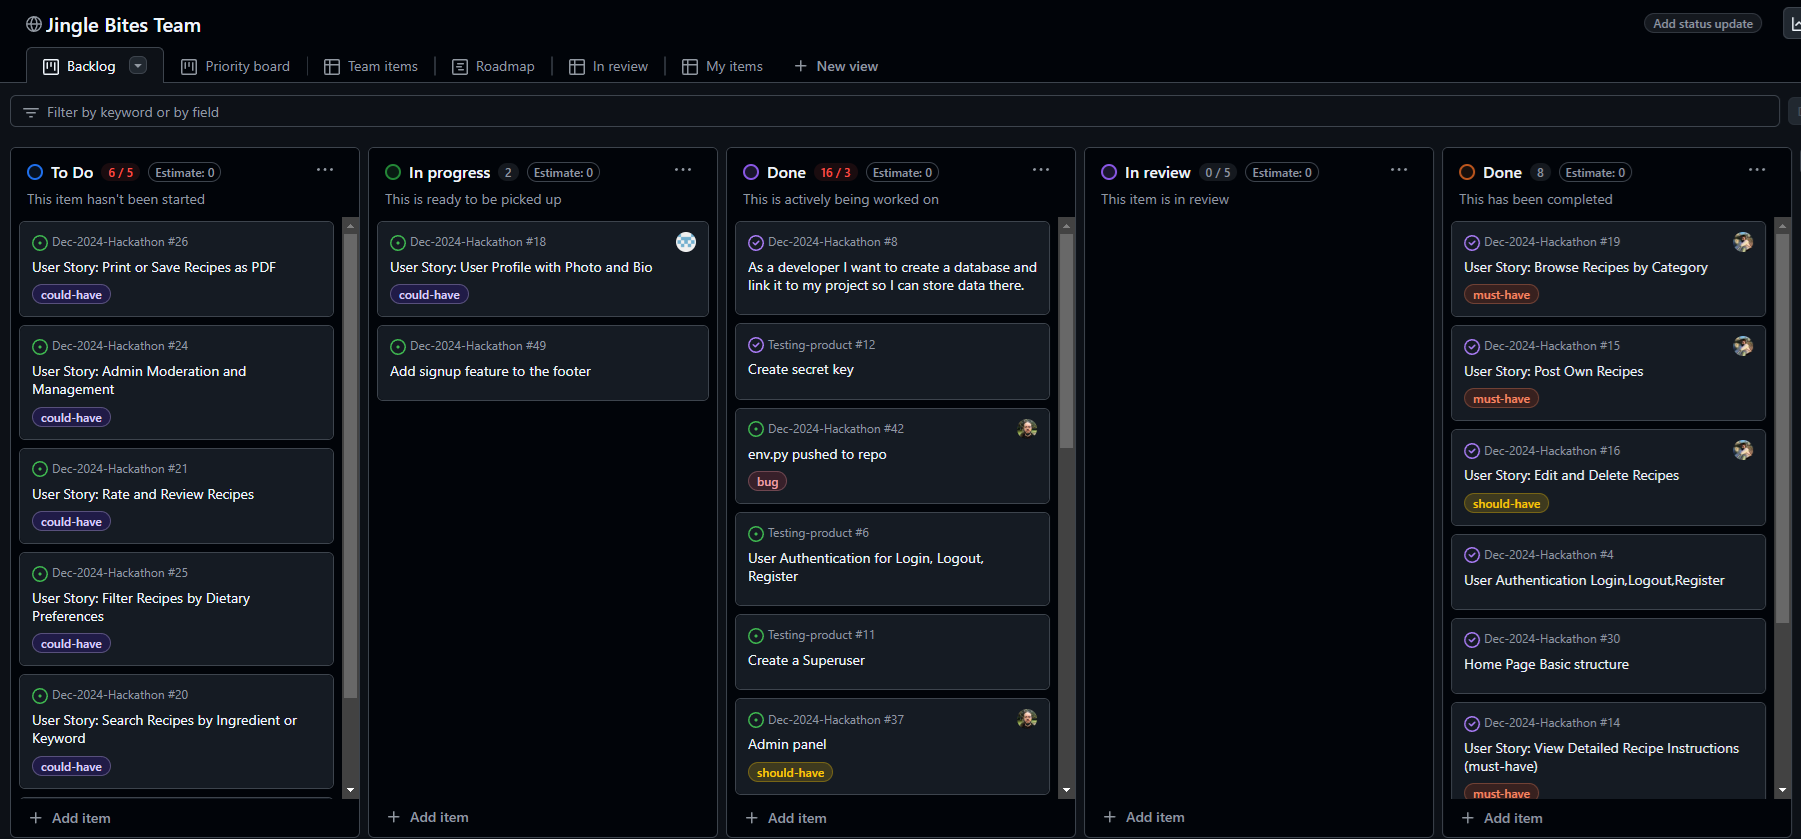 Jingle Bites Team
Add status update
Backlog
Priority board
Team items
Roadmap
In review
My items
New view
Filter by keyword or by field
To Do 6 / 5 Estimate: 0
This item hasn't been started
Dec-2024-Hackathon #26
User Story: Print or Save Recipes as PDF
could-have
Dec-2024-Hackathon #24
User Story: Admin Moderation and
Management
could-have
Dec-2024-Hackathon #21
User Story: Rate and Review Recipes
could-have
Dec-2024-Hackathon #25
User Story: Filter Recipes by Dietary
Preferences
could-have
Dec-2024-Hackathon #20
User Story: Search Recipes by Ingredient or
Keyword
could-have
Add item
In progress 2 Estimate: 0
This is ready to be picked up
Dec-2024-Hackathon #18
User Story: User Profile with Photo and Bio
could-have
Dec-2024-Hackathon #49
Add signup feature to the footer
Add item
Done 16 / 3 Estimate: 0
This is actively being worked on
Dec-2024-Hackathon #8
As a developer I want to create a database and
link it to my project so I can store data there.
Testing-product #12
Create secret key
Dec-2024-Hackathon #42
env.py pushed to repo
bug
Testing-product #6
User Authentication for Login, Logout,
Register
Testing-product #11
Create a Superuser
Dec-2024-Hackathon #37
Admin panel
should-have
Add item
In review 0 / 5 Estimate: 0
This item is in review
Add item
Done 8 Estimate: 0
This has been completed
Dec-2024-Hackathon #19
User Story: Browse Recipes by Category
must-have
Dec-2024-Hackathon #15
User Story: Post Own Recipes
must-have
Dec-2024-Hackathon #16
User Story: Edit and Delete Recipes
should-have
Dec-2024-Hackathon #4
User Authentication Login,Logout,Register
Dec-2024-Hackathon #30
Home Page Basic structure
Dec-2024-Hackathon #14
User Story: View Detailed Recipe Instructions
(must-have)
must-have
Add item